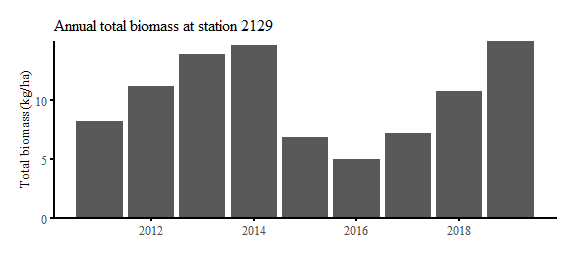 Annual total biomass at station 2129
Total biomass (kg/ha)
10
5
0
2012 2014 2016 2018